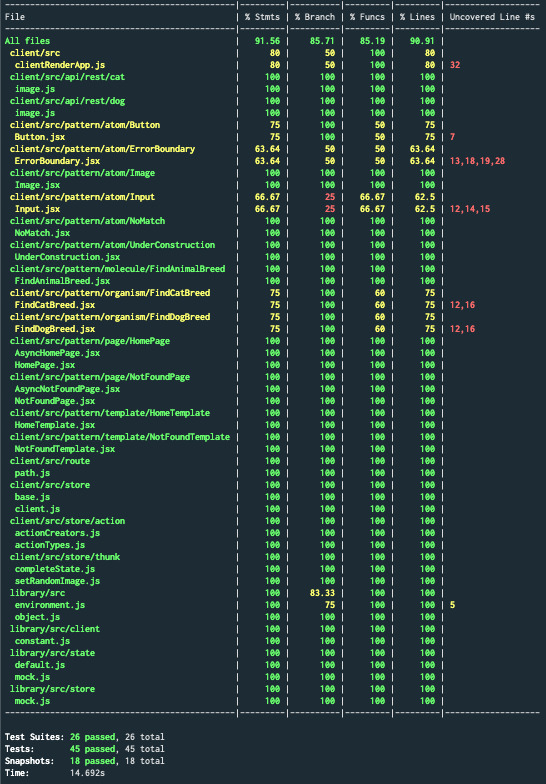 File | % Stmts | % Branch | % Funcs | % Lines | Uncovered Line #s |
All files | 91.56 | 85.71 | 85.19 | 90.91 | |
client/src | 80 | 50 | 100 | 80 | |
clientRenderApp.js | 80 | 50 | 100 | 80 | 32 |
client/src/api/rest/cat | 100 | 100 | 100 | 100 | |
image.js | 100 | 100 | 100 | 100 | |
client/src/api/rest/dog | 100 | 100 | 100 | 100 | |
image.js | 100 | 100 | 100 | 100 | |
client/src/pattern/atom/Button | 75 | 100 | 50 | 75 | |
Button.jsx | 75 | 100 | 50 | 75 | 7 |
client/src/pattern/atom/ErrorBoundary | 63.64 | 50 | 50 | 63.64 | |
ErrorBoundary.jsx | 63.64 | 50 | 50 | 63.64 | 13,18,19,28 |
client/src/pattern/atom/Image | 100 | 100 | 100 | 100 | |
Image.jsx | 100 | 100 | 100 | 100 | |
client/src/pattern/atom/Input | 66.67 | 25 | 66.67 | 62.5 | |
Input.jsx | 66.67 | 25 | 66.67 | 62.5 | 12,14,15 |
client/src/pattern/atom/NoMatch | 100 | 100 | 100 | 100 | |
NoMatch.jsx | 100 | 100 | 100 | 100 | |
client/src/pattern/atom/UnderConstruction | 100 | 100 | 100 | 100 | |
UnderConstruction.jsx | 100 | 100 | 100 | 100 | |
client/src/pattern/molecule/FindAnimalBreed | 100 | 100 | 100 | 100 | |
FindAnimalBreed.jsx | 100 | 100 | 100 | 100 | |
client/src/pattern/organism/FindCatBreed | 75 | 100 | 60 | 75 | |
FindCatBreed.jsx | 75 | 100 | 60 | 75 | 12,16 |
client/src/pattern/organism/FindDogBreed | 75 | 100 | 60 | 75 | |
FindDogBreed.jsx | 75 | 100 | 60 | 75 | 12,16 |
client/src/pattern/page/HomePage | 100 | 100 | 100 | 100 | |
AsyncHomePage.jsx | 100 | 100 | 100 | 100 | |
HomePage.jsx | 100 | 100 | 100 | 100 | |
client/src/pattern/page/NotFoundPage | 100 | 100 | 100 | 100 | |
AsyncNotFoundPage.jsx | 100 | 100 | 100 | 100 | |
NotFoundPage.jsx | 100 | 100 | 100 | 100 | |
client/src/pattern/template/HomeTemplate | 100 | 100 | 100 | 100 | |
HomeTemplate.jsx | 100 | 100 | 100 | 100 | |
client/src/pattern/template/NotFoundTemplate | 100 | 100 | 100 | 100 | |
NotFoundTemplate.jsx | 100 | 100 | 100 | 100 | |
client/src/route | 100 | 100 | 100 | 100 | |
path.js | 100 | 100 | 100 | 100 | |
client/src/store | 100 | 100 | 100 | 100 | |
base.js | 100 | 100 | 100 | 100 | |
client.js | 100 | 100 | 100 | 100 | |
client/src/store/action | 100 | 100 | 100 | 100 | |
actionCreators.js | 100 | 100 | 100 | 100 | |
actionTypes.js | 100 | 100 | 100 | 100 | |
client/src/store/thunk | 100 | 100 | 100 | 100 | |
completeState.js | 100 | 100 | 100 | 100 | |
setRandomImage.js | 100 | 100 | 100 | 100 | |
library/src | 100 | 83.33 | 100 | 100 | |
environment.js | 100 | 75 | 100 | 100 | 5 |
object.js | 100 | 100 | 100 | 100 | |
library/src/client | 100 | 100 | 100 | 100 | |
constant.js | 100 | 100 | 100 | 100 | |
library/src/state | 100 | 100 | 100 | 100 | |
default.js | 100 | 100 | 100 | 100 | |
mock.js | 100 | 100 | 100 | 100 | |
library/src/store | 100 | 100 | 100 | 100 | |
mock.js | 100 | 100 | 100 | 100 | |
Test Suites: 26 passed, 26 total
Tests: 45 passed, 45 total
Snapshots: 18 passed, 18 total
Time: 14.692s